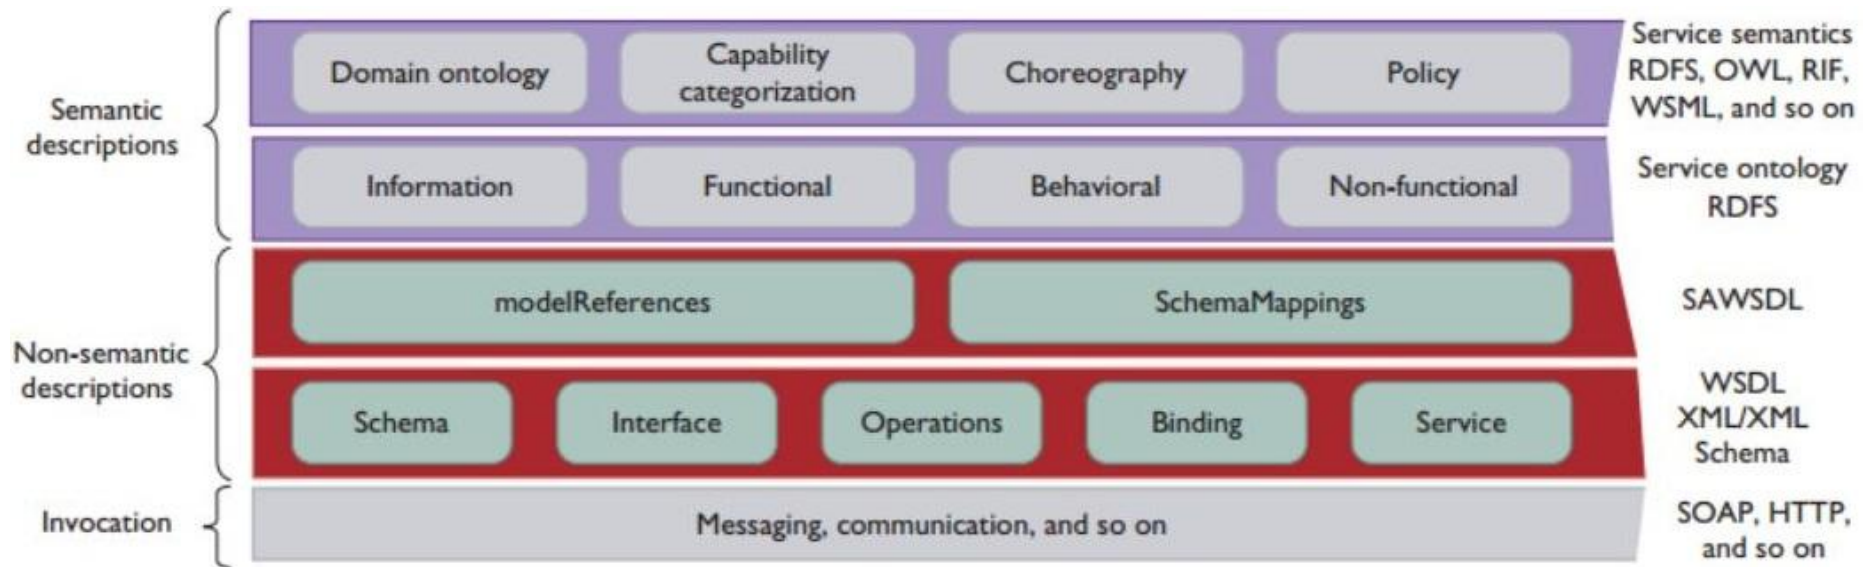 Semantic
descriptions
Domain ontology
Capability
categorization
Choreography
Policy
Service semantics
RDFS, OWL, RIF,
WSML, and so on
Information
Functional
Behavioral
Non-functional
Service ontology
RDFS
Non-semantic
descriptions
modelReferences
SchemaMappings
SAWSDL
Schema
Interface
Operations
Binding
Service
WSDL
XML/XML
Schema
Invocation
Messaging, communication, and so on
SOAP, HTTP,
and so on